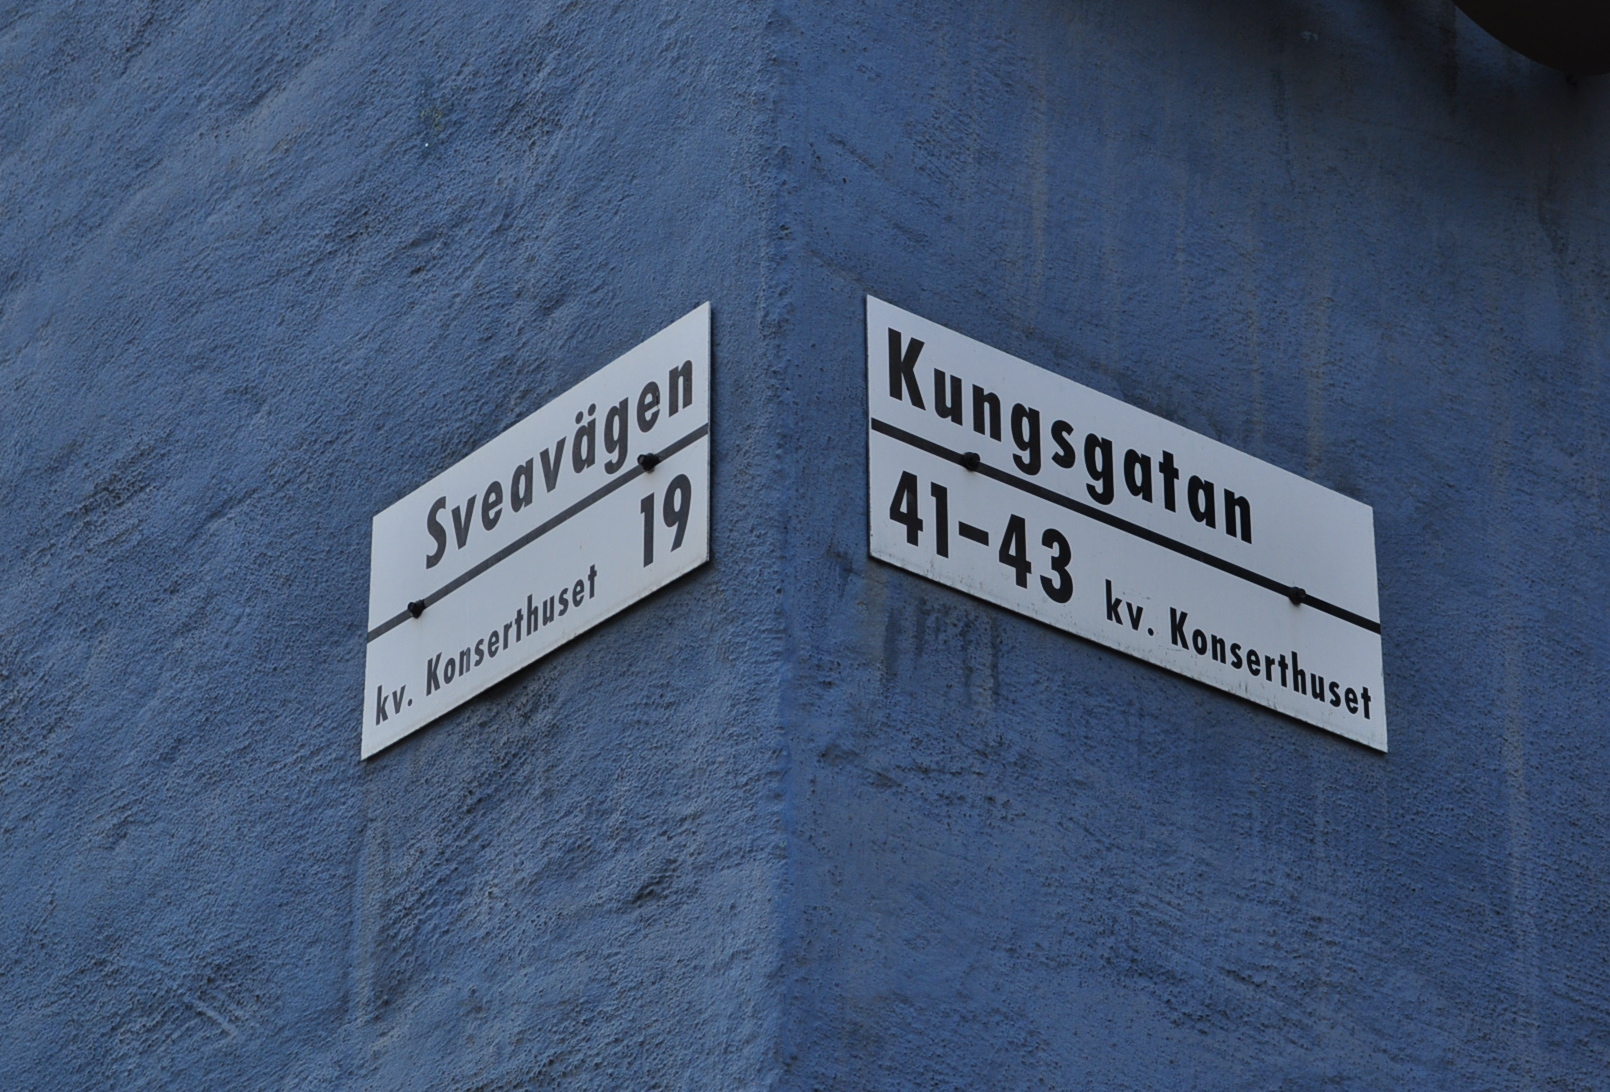 Sveavägen
19
kv. Konserthuset
Kungsgatan
41-43 kv. Konserthuset